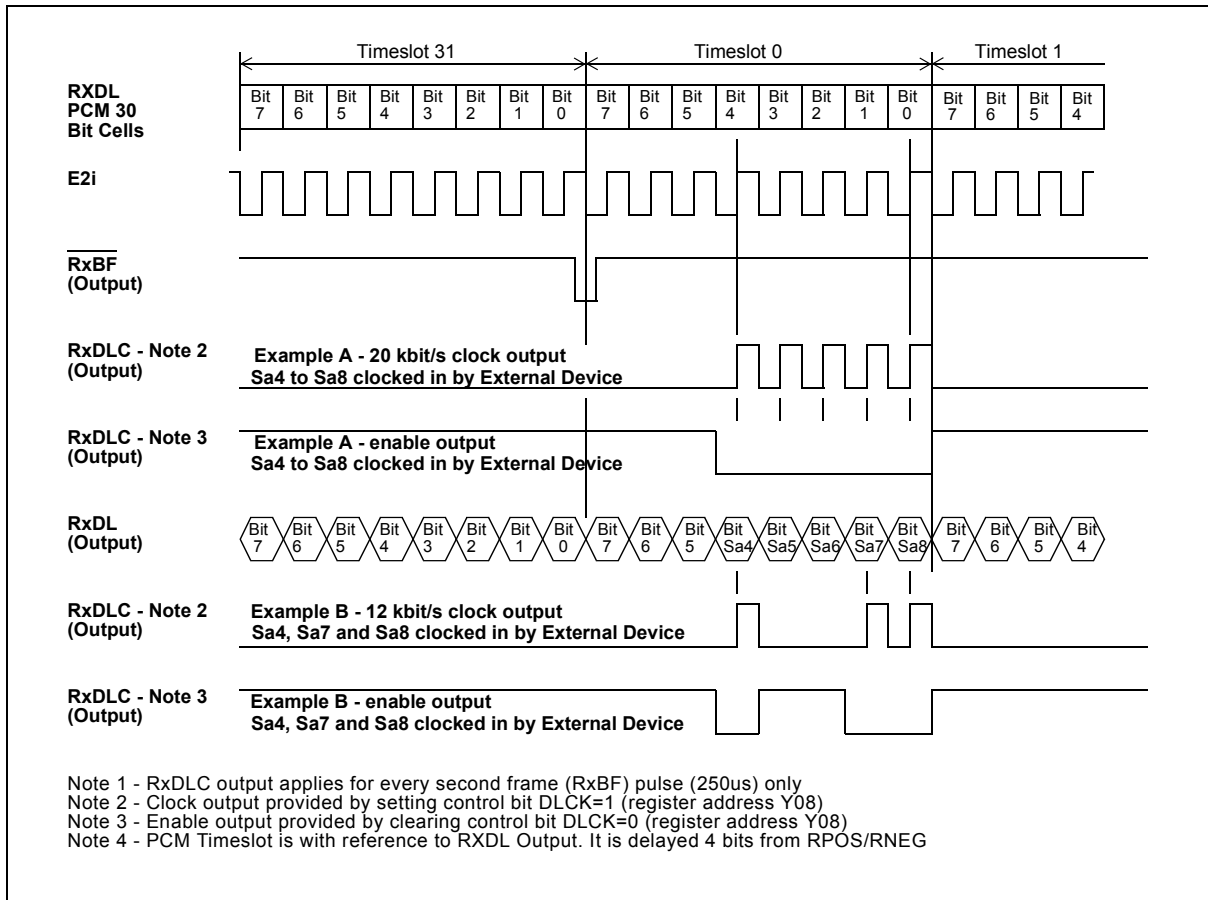 Timeslot 31 Timeslot 0 Timeslot 1
RXDL
PCM 30
Bit Cells
Bit 7 Bit 6 Bit 5 Bit 4 Bit 3 Bit 2 Bit 1 Bit 0 Bit 7 Bit 6 Bit 5 Bit 4 Bit 3 Bit 2 Bit 1 Bit 0 Bit 7 Bit 6 Bit 5 Bit 4
E2i
RxBF
(Output)
RxDLC - Note 2
(Output)
Example A - 20 kbit/s clock output
Sa4 to Sa8 clocked in by External Device
RxDLC - Note 3
(Output)
Example A - enable output
Sa4 to Sa8 clocked in by External Device
RxDL
(Output)
Bit 7 Bit 6 Bit 5 Bit 4 Bit 3 Bit 2 Bit 1 Bit 0 Bit 7 Bit 6 Bit 5 Bit Sa4 Bit Sa5 Bit Sa6 Bit Sa7 Bit Sa8 Bit 7 Bit 6 Bit 5 Bit 4
RxDLC - Note 2
(Output)
Example B - 12 kbit/s clock output
Sa4, Sa7 and Sa8 clocked in by External Device
RxDLC - Note 3
(Output)
Example B - enable output
Sa4, Sa7 and Sa8 clocked in by External Device
Note 1 - RxDLC output applies for every second frame (RxBF) pulse (250us) only
Note 2 - Clock output provided by setting control bit DLCK=1 (register address Y08)
Note 3 - Enable output provided by clearing control bit DLCK=0 (register address Y08)
Note 4 - PCM Timeslot is with reference to RXDL Output. It is delayed 4 bits from RPOS/RNEG